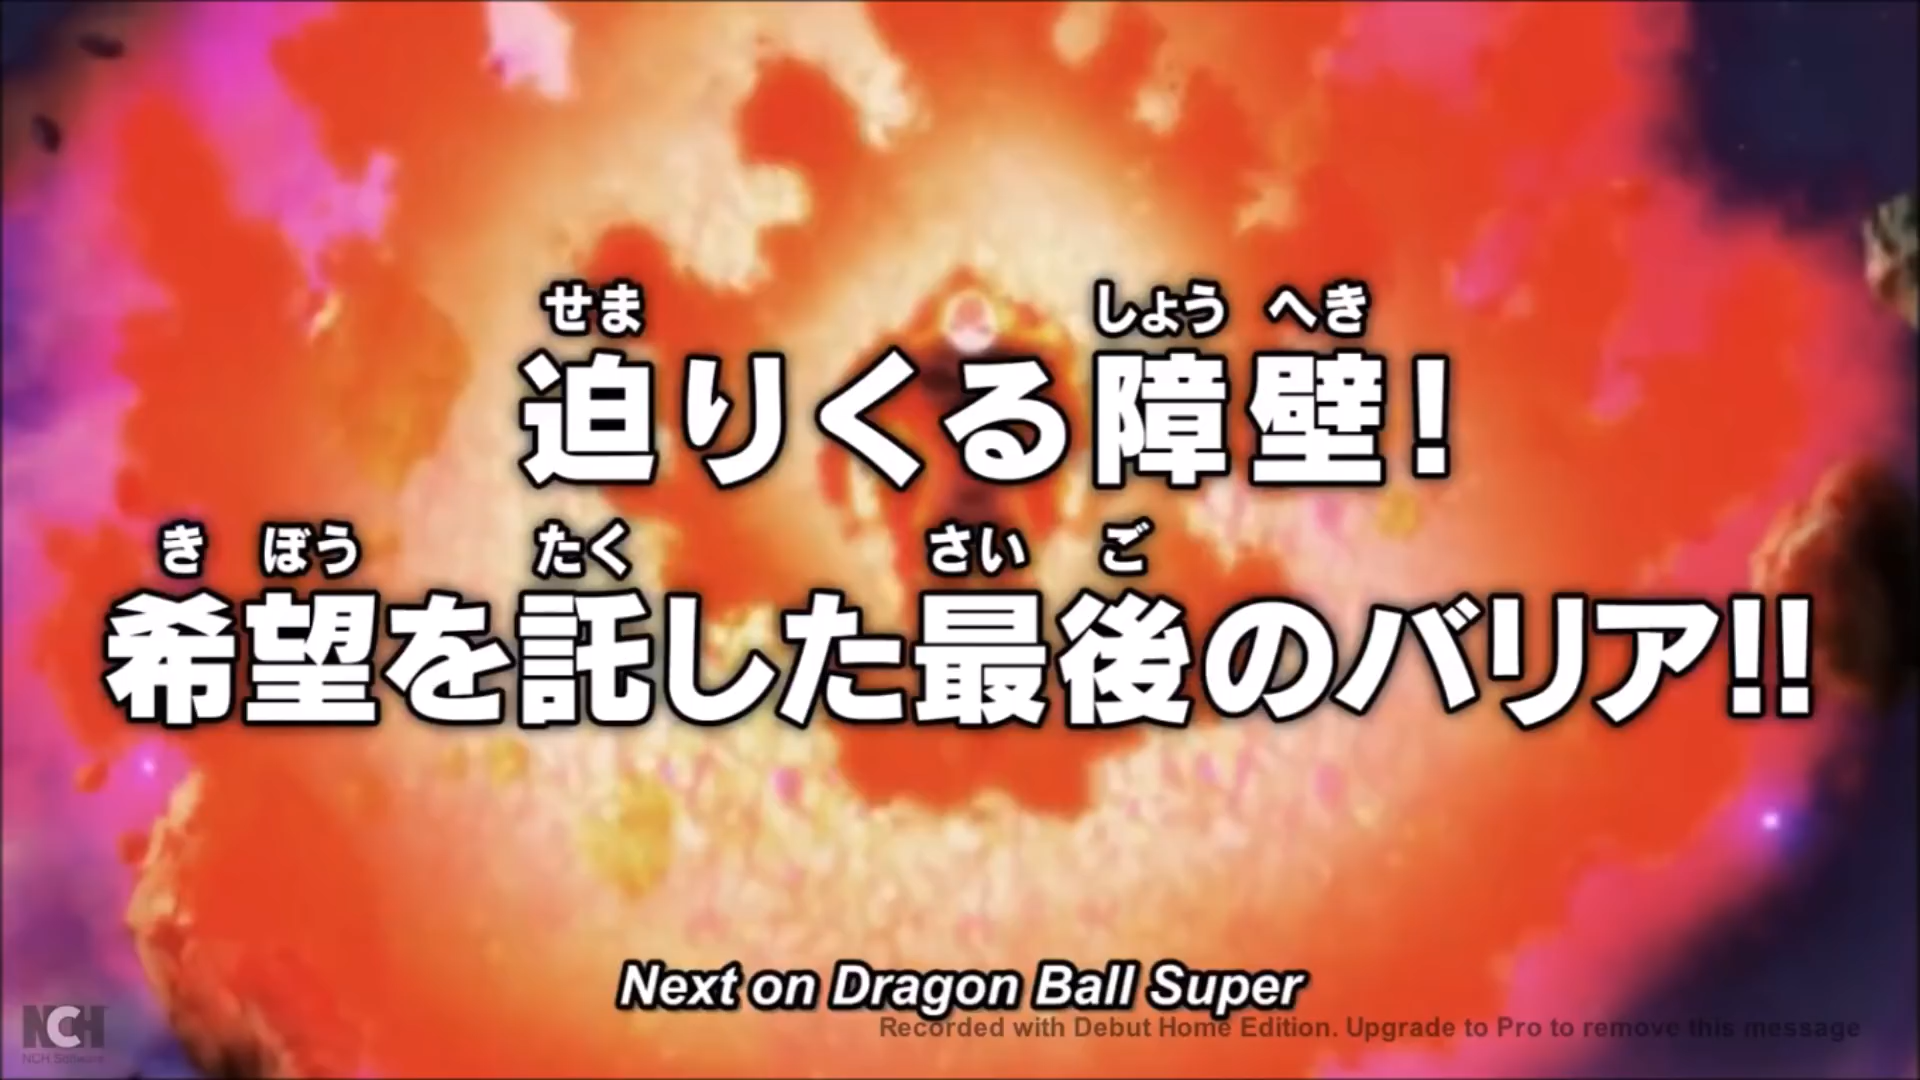 せま しょう へき
迫りくる障壁！
き ぼう たく さい ご
希望を託した最後のバリア!!
Next on Dragon Ball Super
Recorded with Debut Home Edition. Upgrade to Pro to remove this message
NCH
NCH Software